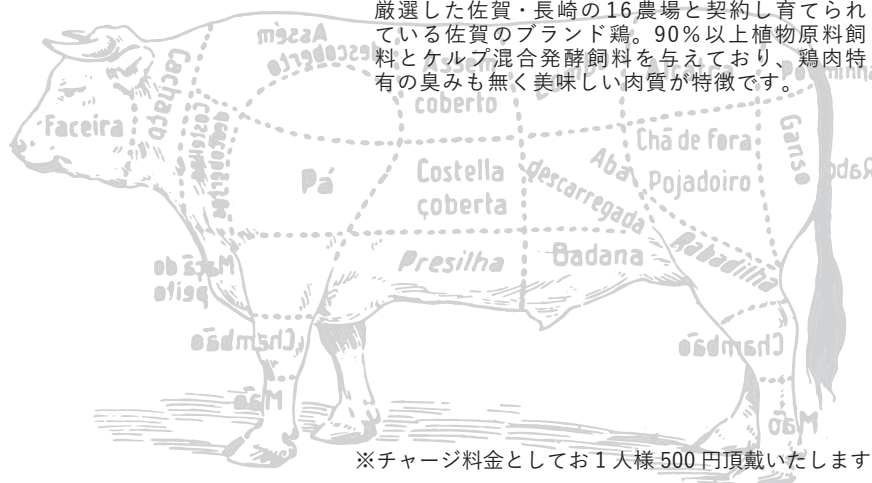 厳選した佐賀・長崎の16農場と契約し育てられ
ている佐賀のブランド鶏。90%以上植物原料飼
料とケルプ混合発酵飼料を与えており、鶏肉特
有の臭みも無く美味しい肉質が特徴です。
Assém
descoberto
Cachaço
coberto
Faceira
Costella
descoberta
Chã de fora
Ganso
Pá
Costella
çoberta
Aba
descarregada
Pojadoiro
Rabo
Maçã do
peito
Presilha
Badana
Rabadilha
Chambão
Chambão
Mão
Mão
※チャージ料金としてお1人様500円頂戴いたします